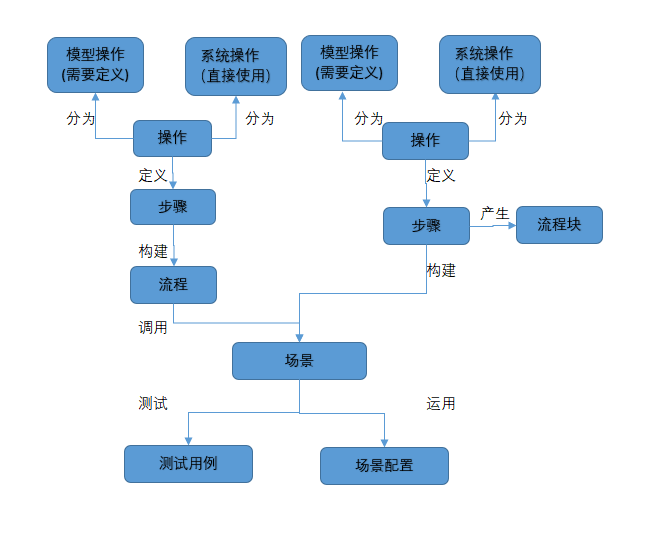 模型操作
(需要定义)
系统操作
（直接使用）
模型操作
(需要定义)
系统操作
（直接使用）
分为
分为
分为
分为
操作
操作
定义
定义
步骤
步骤
产生
流程块
构建
构建
流程
调用
场景
测试
运用
测试用例
场景配置